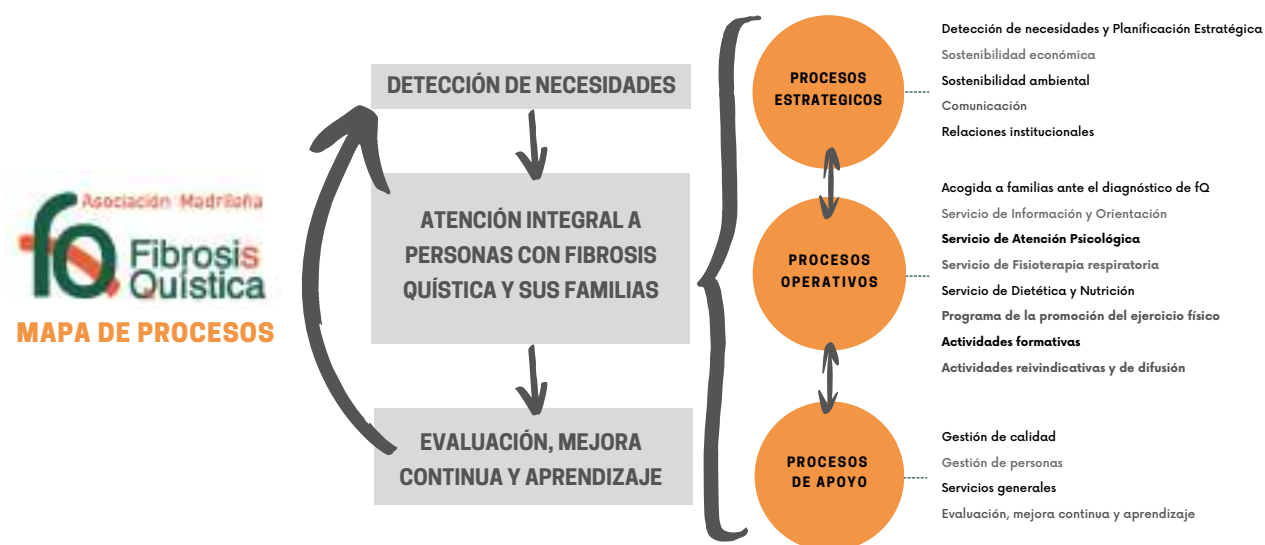 Asociación Madrileña
fQ Fibrosis
Quística
MAPA DE PROCESOS
DETECCIÓN DE NECESIDADES
ATENCIÓN INTEGRAL A
PERSONAS CON FIBROSIS
QUÍSTICA Y SUS FAMILIAS
EVALUACIÓN, MEJORA
CONTINUA Y APRENDIZAJE
PROCESOS
ESTRATEGICOS
Detección de necesidades y Planificación Estratégica
Sostenibilidad económica
Sostenibilidad ambiental
Comunicación
Relaciones institucionales
PROCESOS
OPERATIVOS
Acogida a familias ante el diagnóstico de fQ
Servicio de Información y Orientación
Servicio de Atención Psicológica
Servicio de Fisioterapia respiratoria
Servicio de Dietética y Nutrición
Programa de la promoción del ejercicio físico
Actividades formativas
Actividades reivindicativas y de difusión
PROCESOS
DE APOYO
Gestión de calidad
Gestión de personas
Servicios generales
Evaluación, mejora continua y aprendizaje